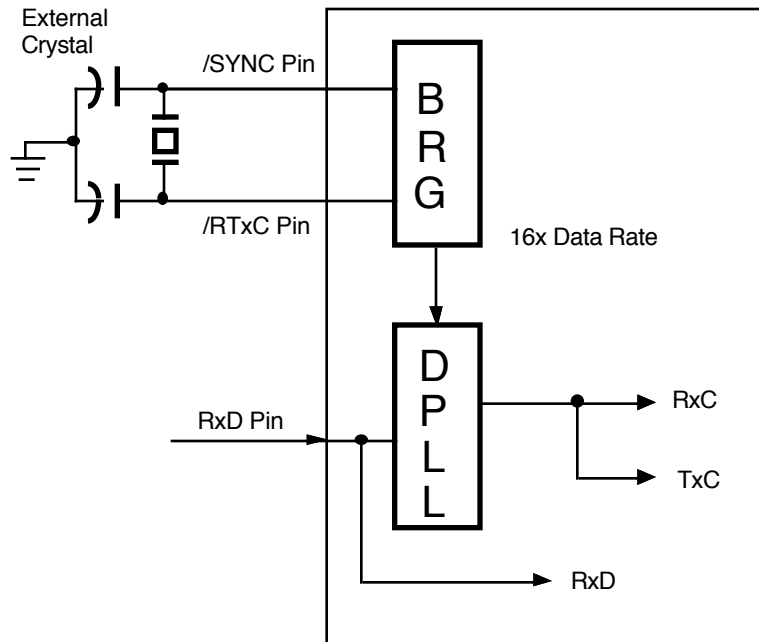 External
Crystal
/SYNC Pin
B
R
G
/RTxC Pin
16x Data Rate
D
P
L
L
RxD Pin
RxC
TxC
RxD